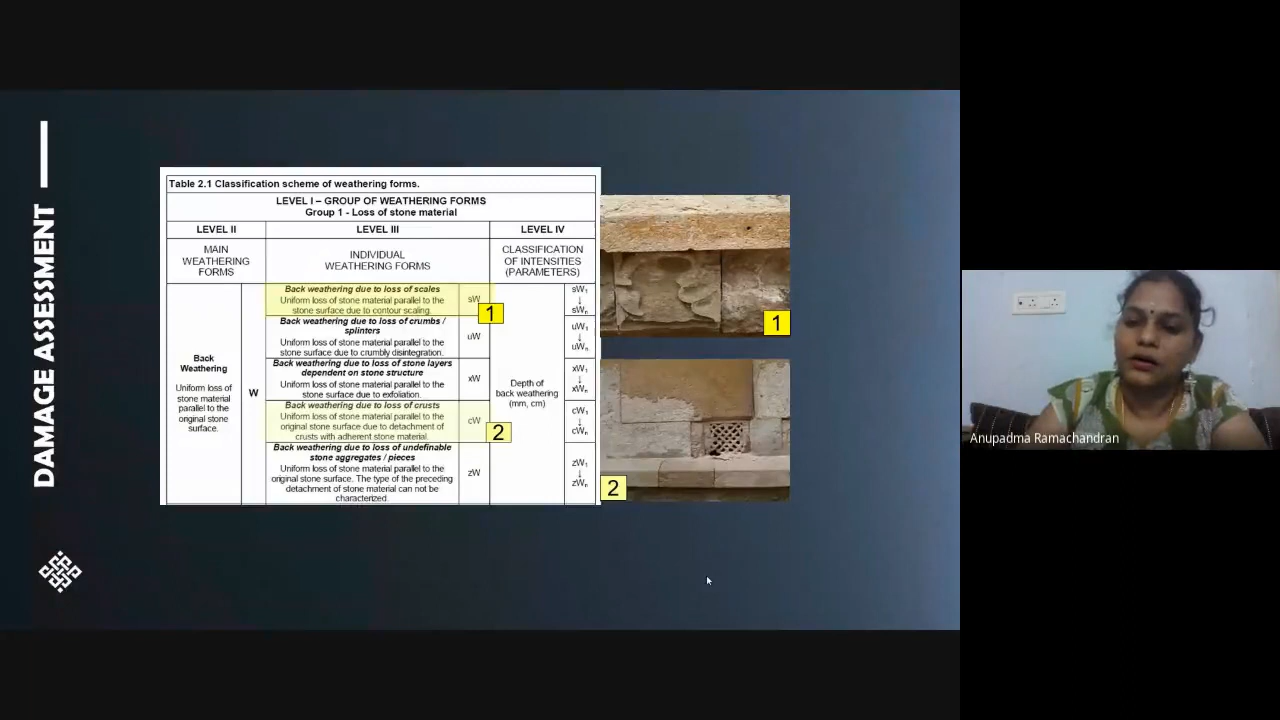 DAMAGE ASSESSMENT
Table 2.1 Classification scheme of weathering forms.
LEVEL I – GROUP OF WEATHERING FORMS
Group 1 - Loss of stone material
LEVEL II
LEVEL III
LEVEL IV
MAIN
WEATHERING
FORMS
INDIVIDUAL
WEATHERING FORMS
CLASSIFICATION
OF INTENSITIES
(PARAMETERS)
Back
Weathering
Uniform loss of
stone material
parallel to the
original stone
surface.
W
Back weathering due to loss of scales
Uniform loss of stone material parallel to the
stone surface due to contour scaling.
sW
1
sW₁
↓
sWₙ
Back weathering due to loss of crumbs /
splinters
Uniform loss of stone material parallel to the
stone surface due to crumbly disintegration.
uW
uW₁
↓
uWₙ
Back weathering due to loss of stone layers
dependent on stone structure
Uniform loss of stone material parallel to the
stone surface due to exfoliation.
xW
xW₁
↓
xWₙ
Back weathering due to loss of crusts
Uniform loss of stone material parallel to the
original stone surface due to detachment of
crusts with adherent stone material.
cW
2
cW₁
↓
cWₙ
Back weathering due to loss of undefinable
stone aggregates / pieces
Uniform loss of stone material parallel to the
original stone surface. The type of the preceding
detachment of stone material can not be
characterized.
zW
zW₁
↓
zWₙ
Depth of
back weathering
(mm, cm)
1
2
Anupadma Ramachandran